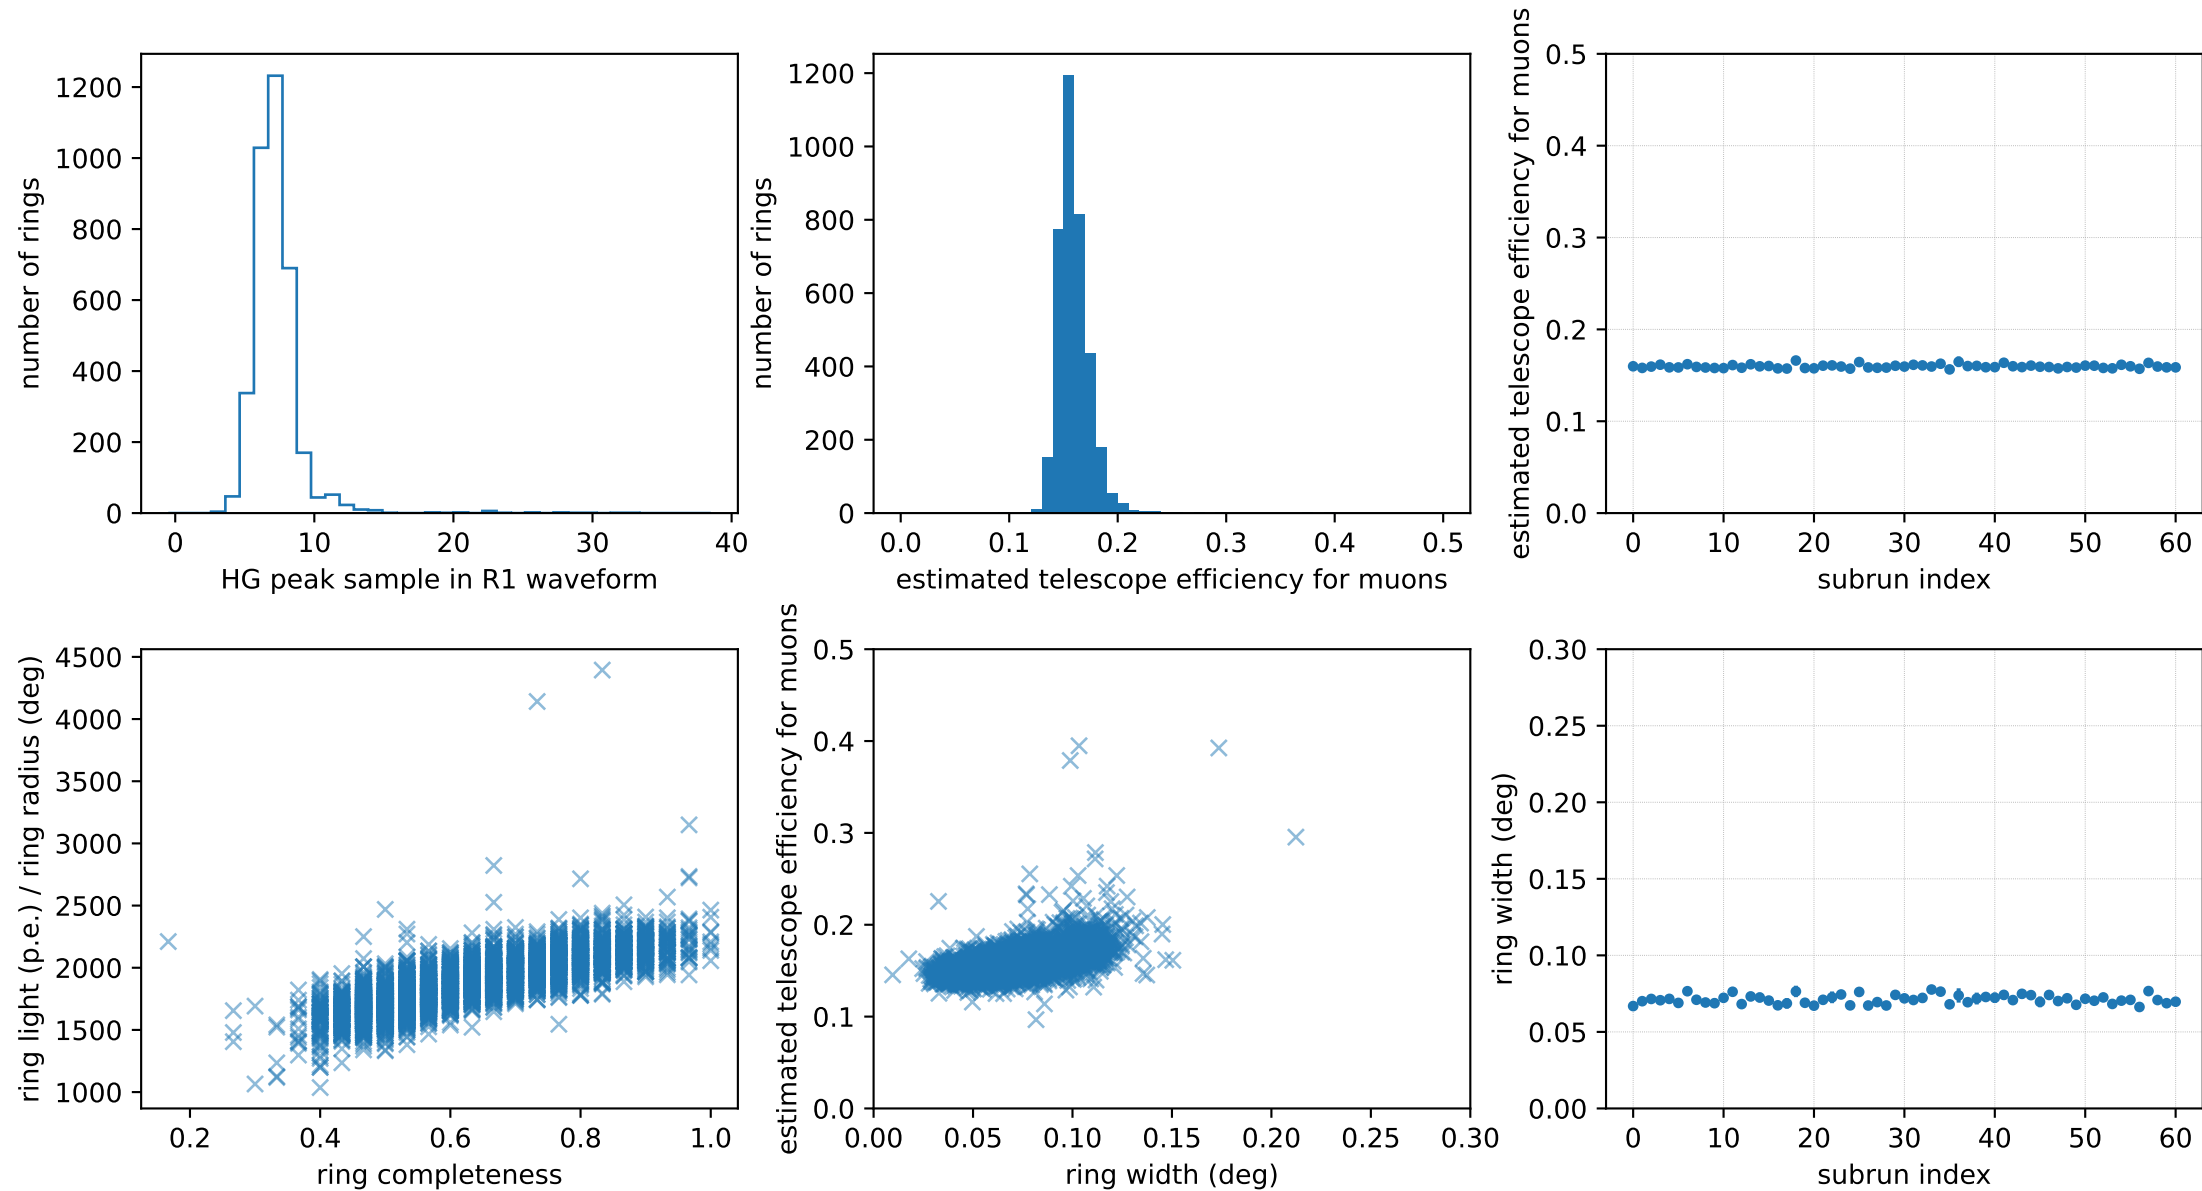 number of rings
1200
1000
800
600
400
200
0
0 10 20 30 40
HG peak sample in R1 waveform
number of rings
1200
1000
800
600
400
200
0
0.0 0.1 0.2 0.3 0.4 0.5
estimated telescope efficiency for muons
estimated telescope efficiency for muons
0.5
0.4
0.3
0.2
0.1
0.0
0 10 20 30 40 50 60
subrun index
ring light (p.e.) / ring radius (deg)
4500
4000
3500
3000
2500
2000
1500
1000
0.2 0.4 0.6 0.8 1.0
ring completeness
estimated telescope efficiency for muons
0.5
0.4
0.3
0.2
0.1
0.0
0.00 0.05 0.10 0.15 0.20 0.25 0.30
ring width (deg)
ring width (deg)
0.30
0.25
0.20
0.15
0.10
0.05
0.00
0 10 20 30 40 50 60
subrun index